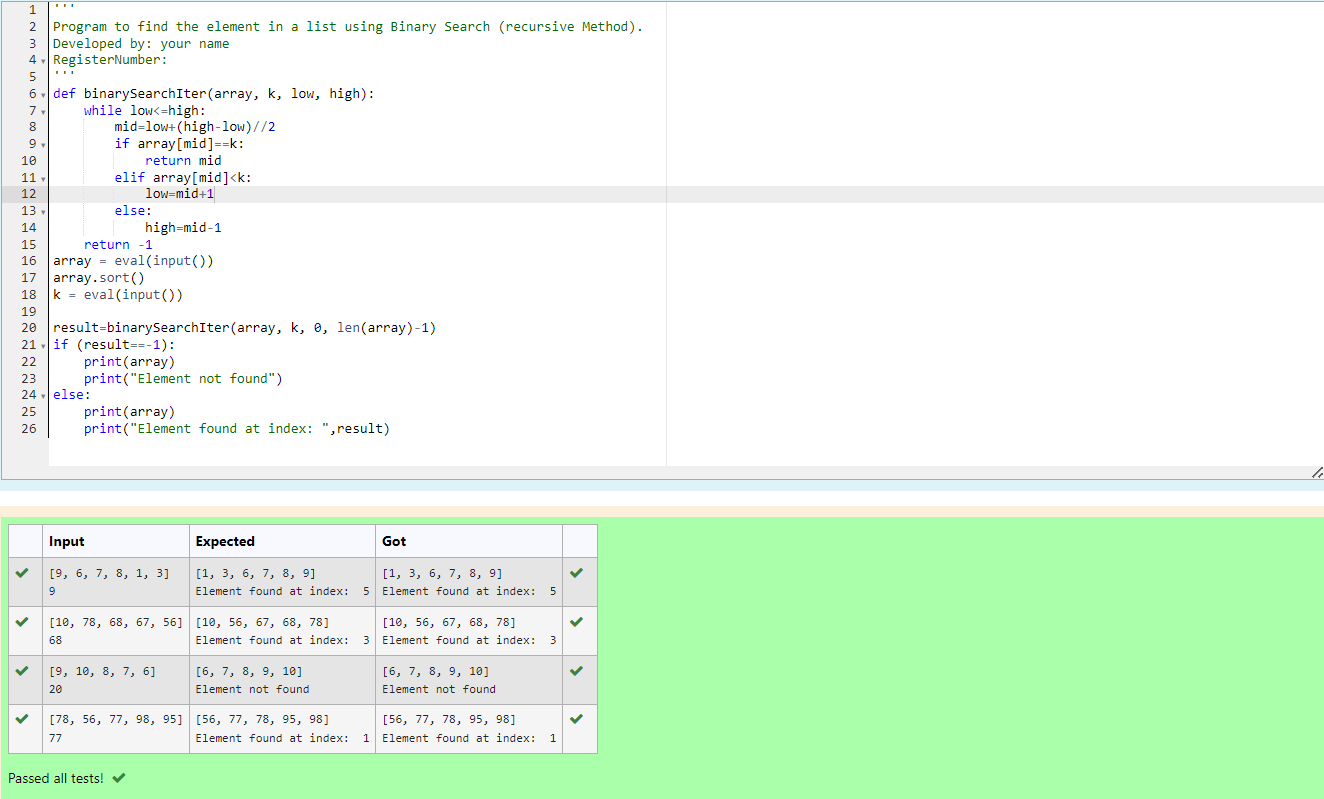 1 '''
2 Program to find the element in a list using Binary Search (recursive Method).
3 Developed by: your name
4 RegisterNumber:
5 '''
6 def binarySearchIter(array, k, low, high):
7     while low<=high:
8         mid=low+(high-low)//2
9         if array[mid]==k:
10             return mid
11         elif array[mid]<k:
12             low=mid+1
13         else:
14             high=mid-1
15     return -1
16 array = eval(input())
17 array.sort()
18 k = eval(input())
19
20 result=binarySearchIter(array, k, 0, len(array)-1)
21 if (result==-1):
22     print(array)
23     print("Element not found")
24 else:
25     print(array)
26     print("Element found at index: ",result)
Input Expected Got
[9, 6, 7, 8, 1, 3] [1, 3, 6, 7, 8, 9] [1, 3, 6, 7, 8, 9]
9 Element found at index:  5 Element found at index:  5
[10, 78, 68, 67, 56] [10, 56, 67, 68, 78] [10, 56, 67, 68, 78]
68 Element found at index:  3 Element found at index:  3
[9, 10, 8, 7, 6] [6, 7, 8, 9, 10] [6, 7, 8, 9, 10]
20 Element not found Element not found
[78, 56, 77, 98, 95] [56, 77, 78, 95, 98] [56, 77, 78, 95, 98]
77 Element found at index:  1 Element found at index:  1
Passed all tests!